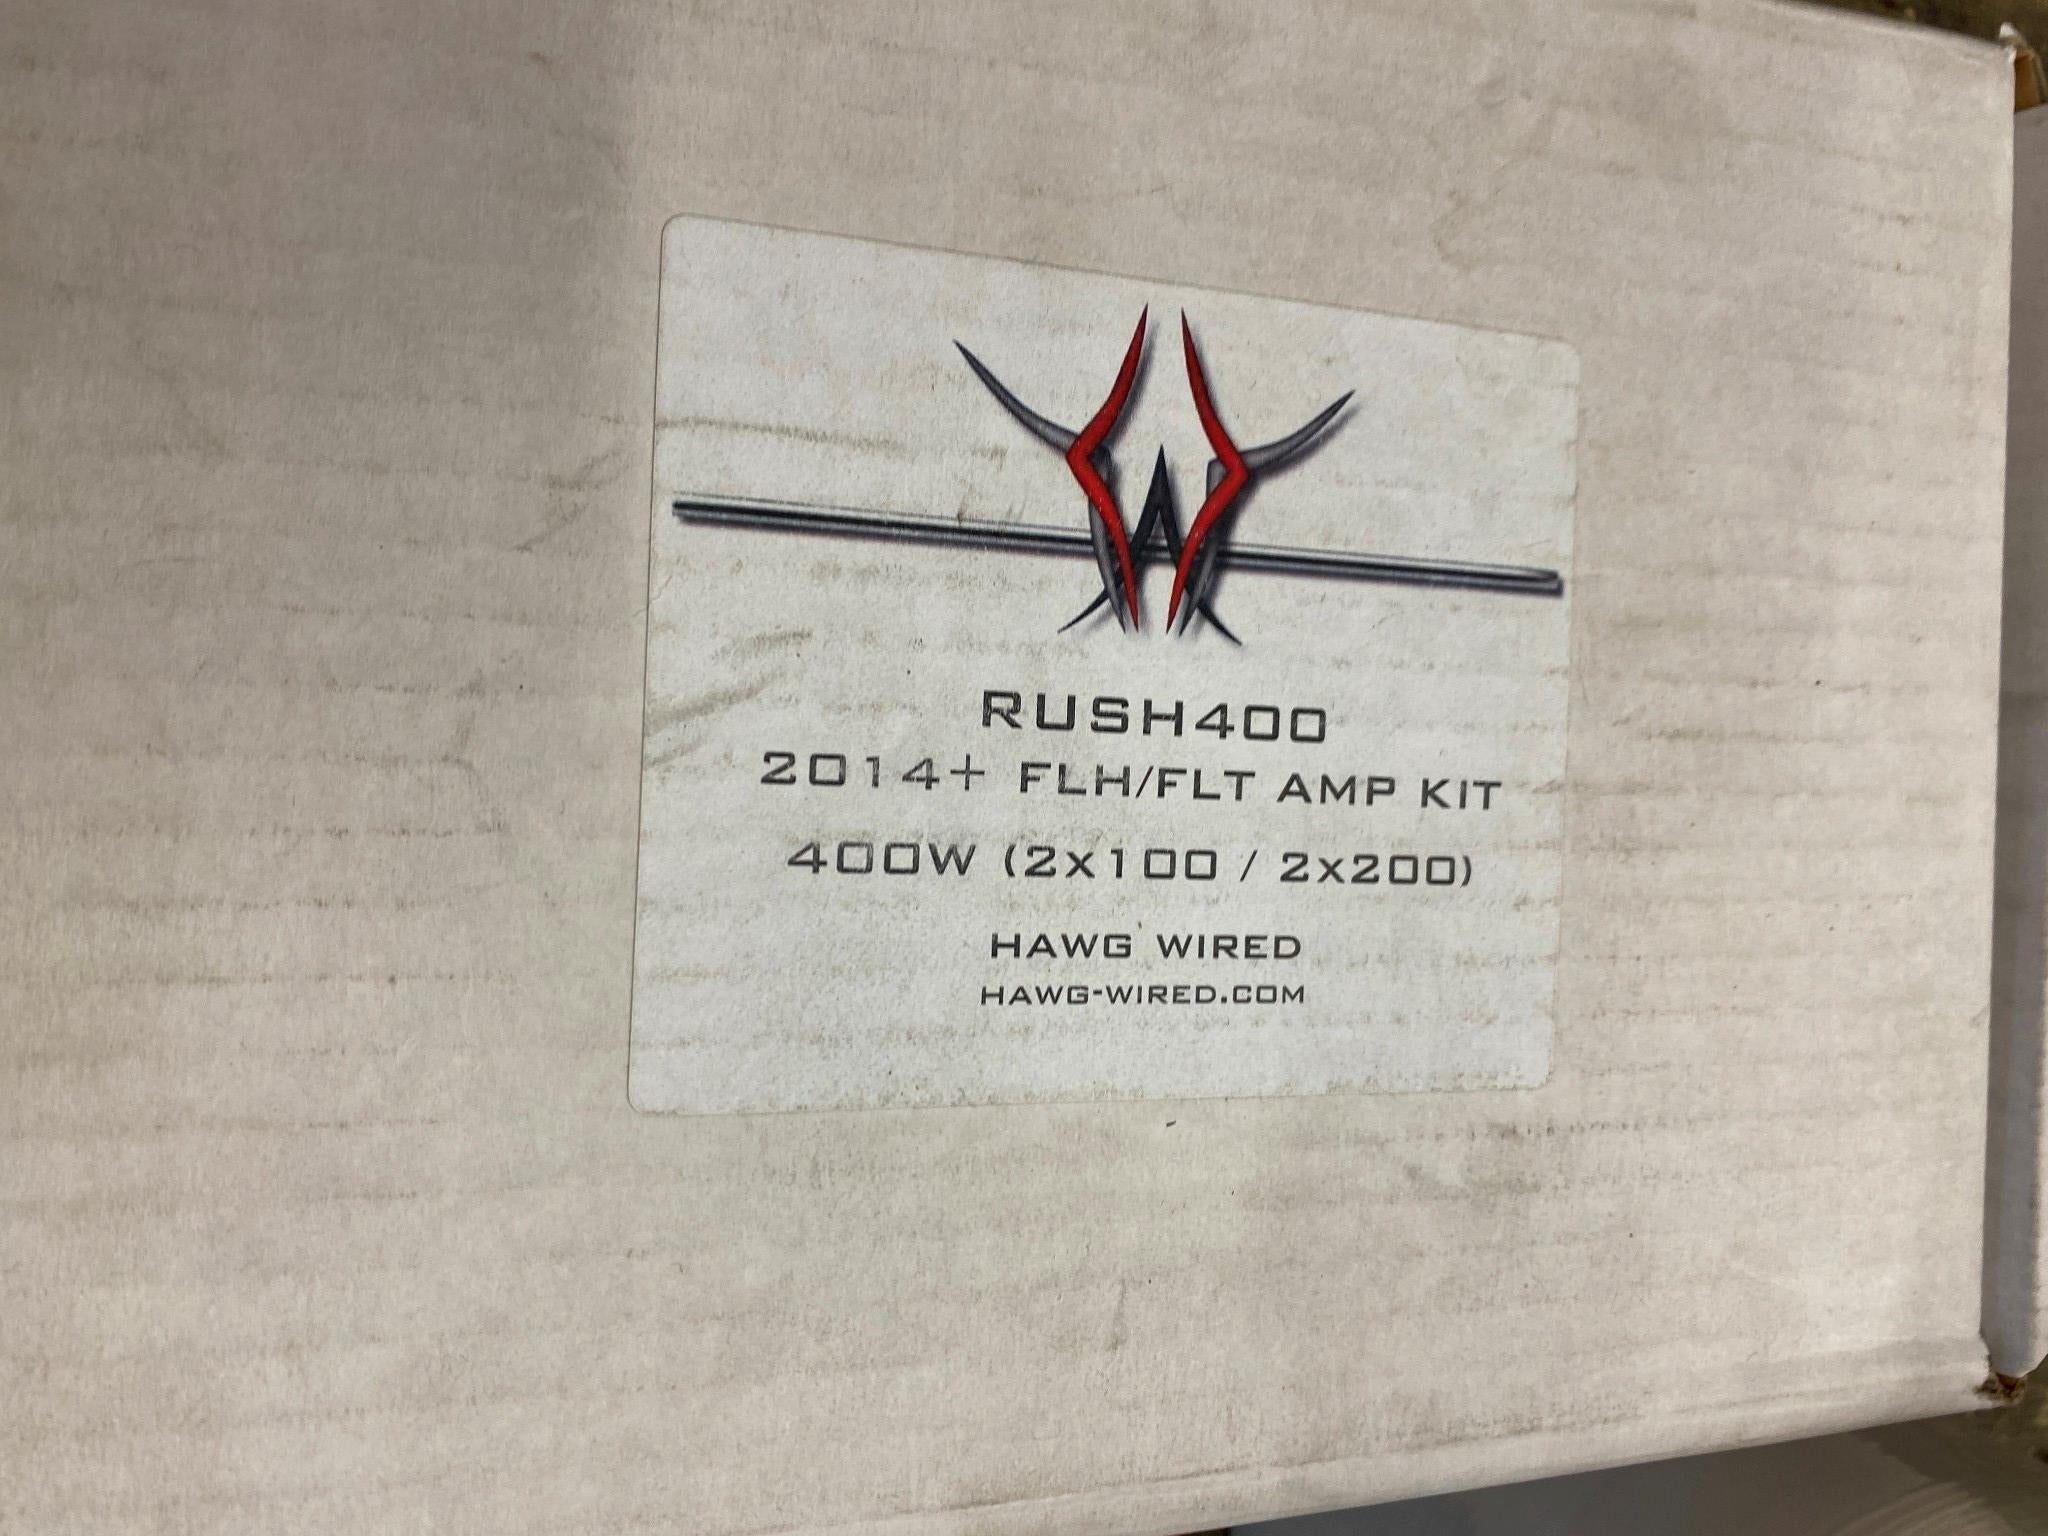 RUSH400
2014+ FLH/FLT AMP KIT
400W (2x100 / 2x200)
HAWG WIRED
HAWG-WIRED.COM